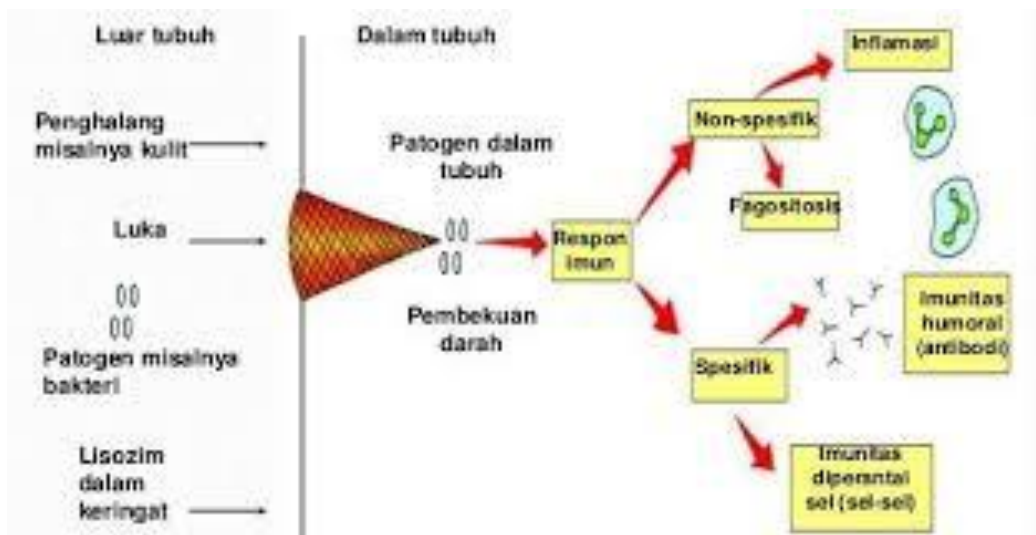 Luar tubuh
Dalam tubuh
Penghalang
misalnya kulit
Luka
Patogen misalnya
bakteri
Lisozim
dalam
keringat
Patogen dalam
tubuh
Pembekuan
darah
Respon
imun
Non-spesifik
Inflamasi
Fagositosis
Spesifik
Imunitas
humoral
(antibodi)
Imunitas
diperantai
sel (sel-sel)